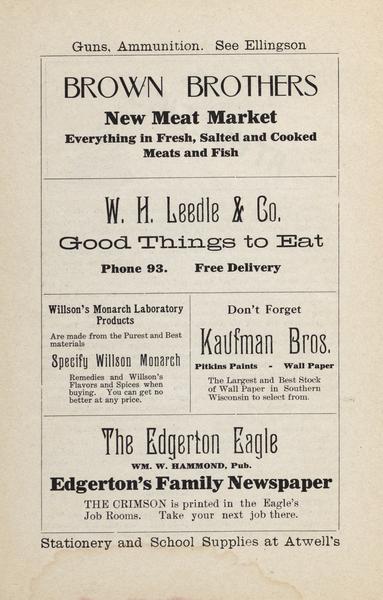 Guns, Ammunition. See Ellingson
BROWN BROTHERS
New Meat Market
Everything in Fresh, Salted and Cooked
Meats and Fish
W. H. Leedle & Co.
Good Things to Eat
Phone 93. Free Delivery
Willson's Monarch Laboratory
Products
Are made from the Purest and Best
materials
Specify Willson Monarch
Remedies and Willson's
Flavors and Spices when
buying. You can get no
better at any price.
Don't Forget
Kaufman Bros.
Pitkins Paints - Wall Paper
The Largest and Best Stock
of Wall Paper in Southern
Wisconsin to select from.
The Edgerton Eagle
WM. W. HAMMOND, Pub.
Edgerton's Family Newspaper
THE CRIMSON is printed in the Eagle's
Job Rooms. Take your next job there.
Stationery and School Supplies at Atwell's